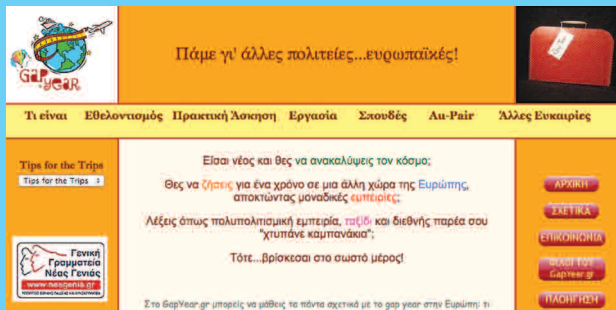 GAP YEAR
Πάμε γι' άλλες πολιτείες...ευρωπαϊκές!
Τι είναι Εθελοντισμός Πρακτική Άσκηση Εργασία Σπουδές Au-Pair Άλλες Ευκαιρίες
Tips for the Trips
Tips for the Trips
Γενική
Γραμματεία
Νέας Γενιάς
www.neagenia.gr
Είσαι νέος και θες να ανακαλύψεις τον κόσμο;
Θες να ζήσεις για ένα χρόνο σε μια άλλη χώρα της Ευρώπης,
αποκτώντας μοναδικές εμπειρίες;
Λέξεις όπως πολυπολιτισμική εμπειρία, ταξίδι και διεθνής παρέα σου
"χτυπάνε καμπανάκια";
Τότε...βρίσκεσαι στο σωστό μέρος!
Στο GapYear.gr μπορείς να μάθεις τα πάντα σχετικά με το gap year στην Ευρώπη: τι
ΑΡΧΙΚΗ
ΣΧΕΤΙΚΑ
ΕΠΙΚΟΙΝΩΝΙΑ
ΦΙΛΟΙ ΤΟΥ
GapYear.gr
ΠΛΟΗΓΗΣΗ